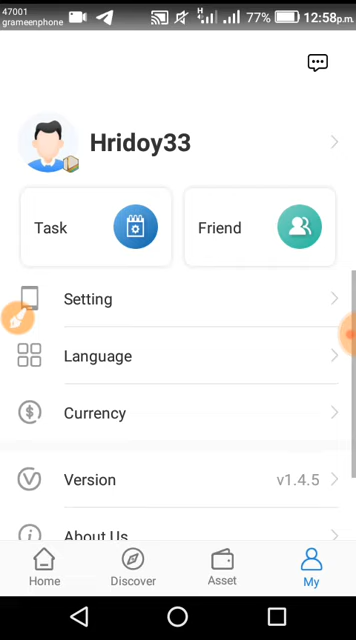 47001
grameenphone
H
77%
12:58p.m.
Hridoy33
Task
Friend
Setting
Language
Currency
Version
v1.4.5
About Us
Home
Discover
Asset
My